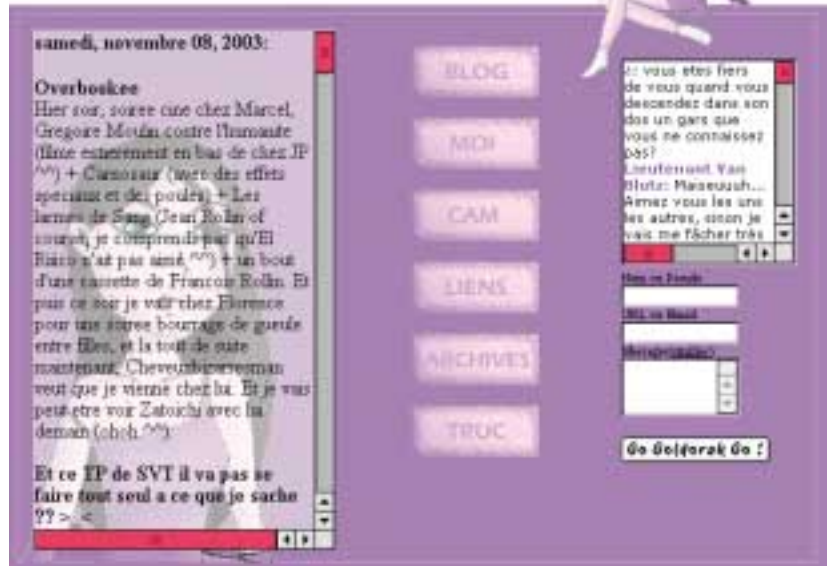 samedi, novembre 08, 2003:
Overbookee
Hier soir, soiree cine chez Marcel,
Gregoire Moulin contre l'humanite
(filme entierement en bas de chez JP
^^) + Carnosaur (avec des effets
speciaux et des poules) + Les
larmes de Sang (Jean Rollin of
course, je comprends pas qu'El
Risico n'ait pas aimé ^^) + un bout
d'une cassette de Francois Rollin. Et
puis ce soir je vais chez Florence
pour une soiree bourrage de gueule
entre filles, et la tout de suite
maintenant, Cheveuxbizarresman
veut que je vienne chez lui. Et je vais
peut etre voir Zatoichi avec lui
demain (ohoh ^^)
Et ce TP de SVT il va pas se
faire tout seul a ce que je sache
?? >_<
BLOG
MOI
CAM
LIENS
ARCHIVES
TRUC
vous etes fiers
de vous quand vous
descendez dans son
dos un gars que
vous ne connaissez
pas?
Lieutenant Van
Blutz: Maiseuuuh...
Aimez vous les uns
les autres, sinon je
vais me fâcher très
URL ou Email
Go Goldorak Go !